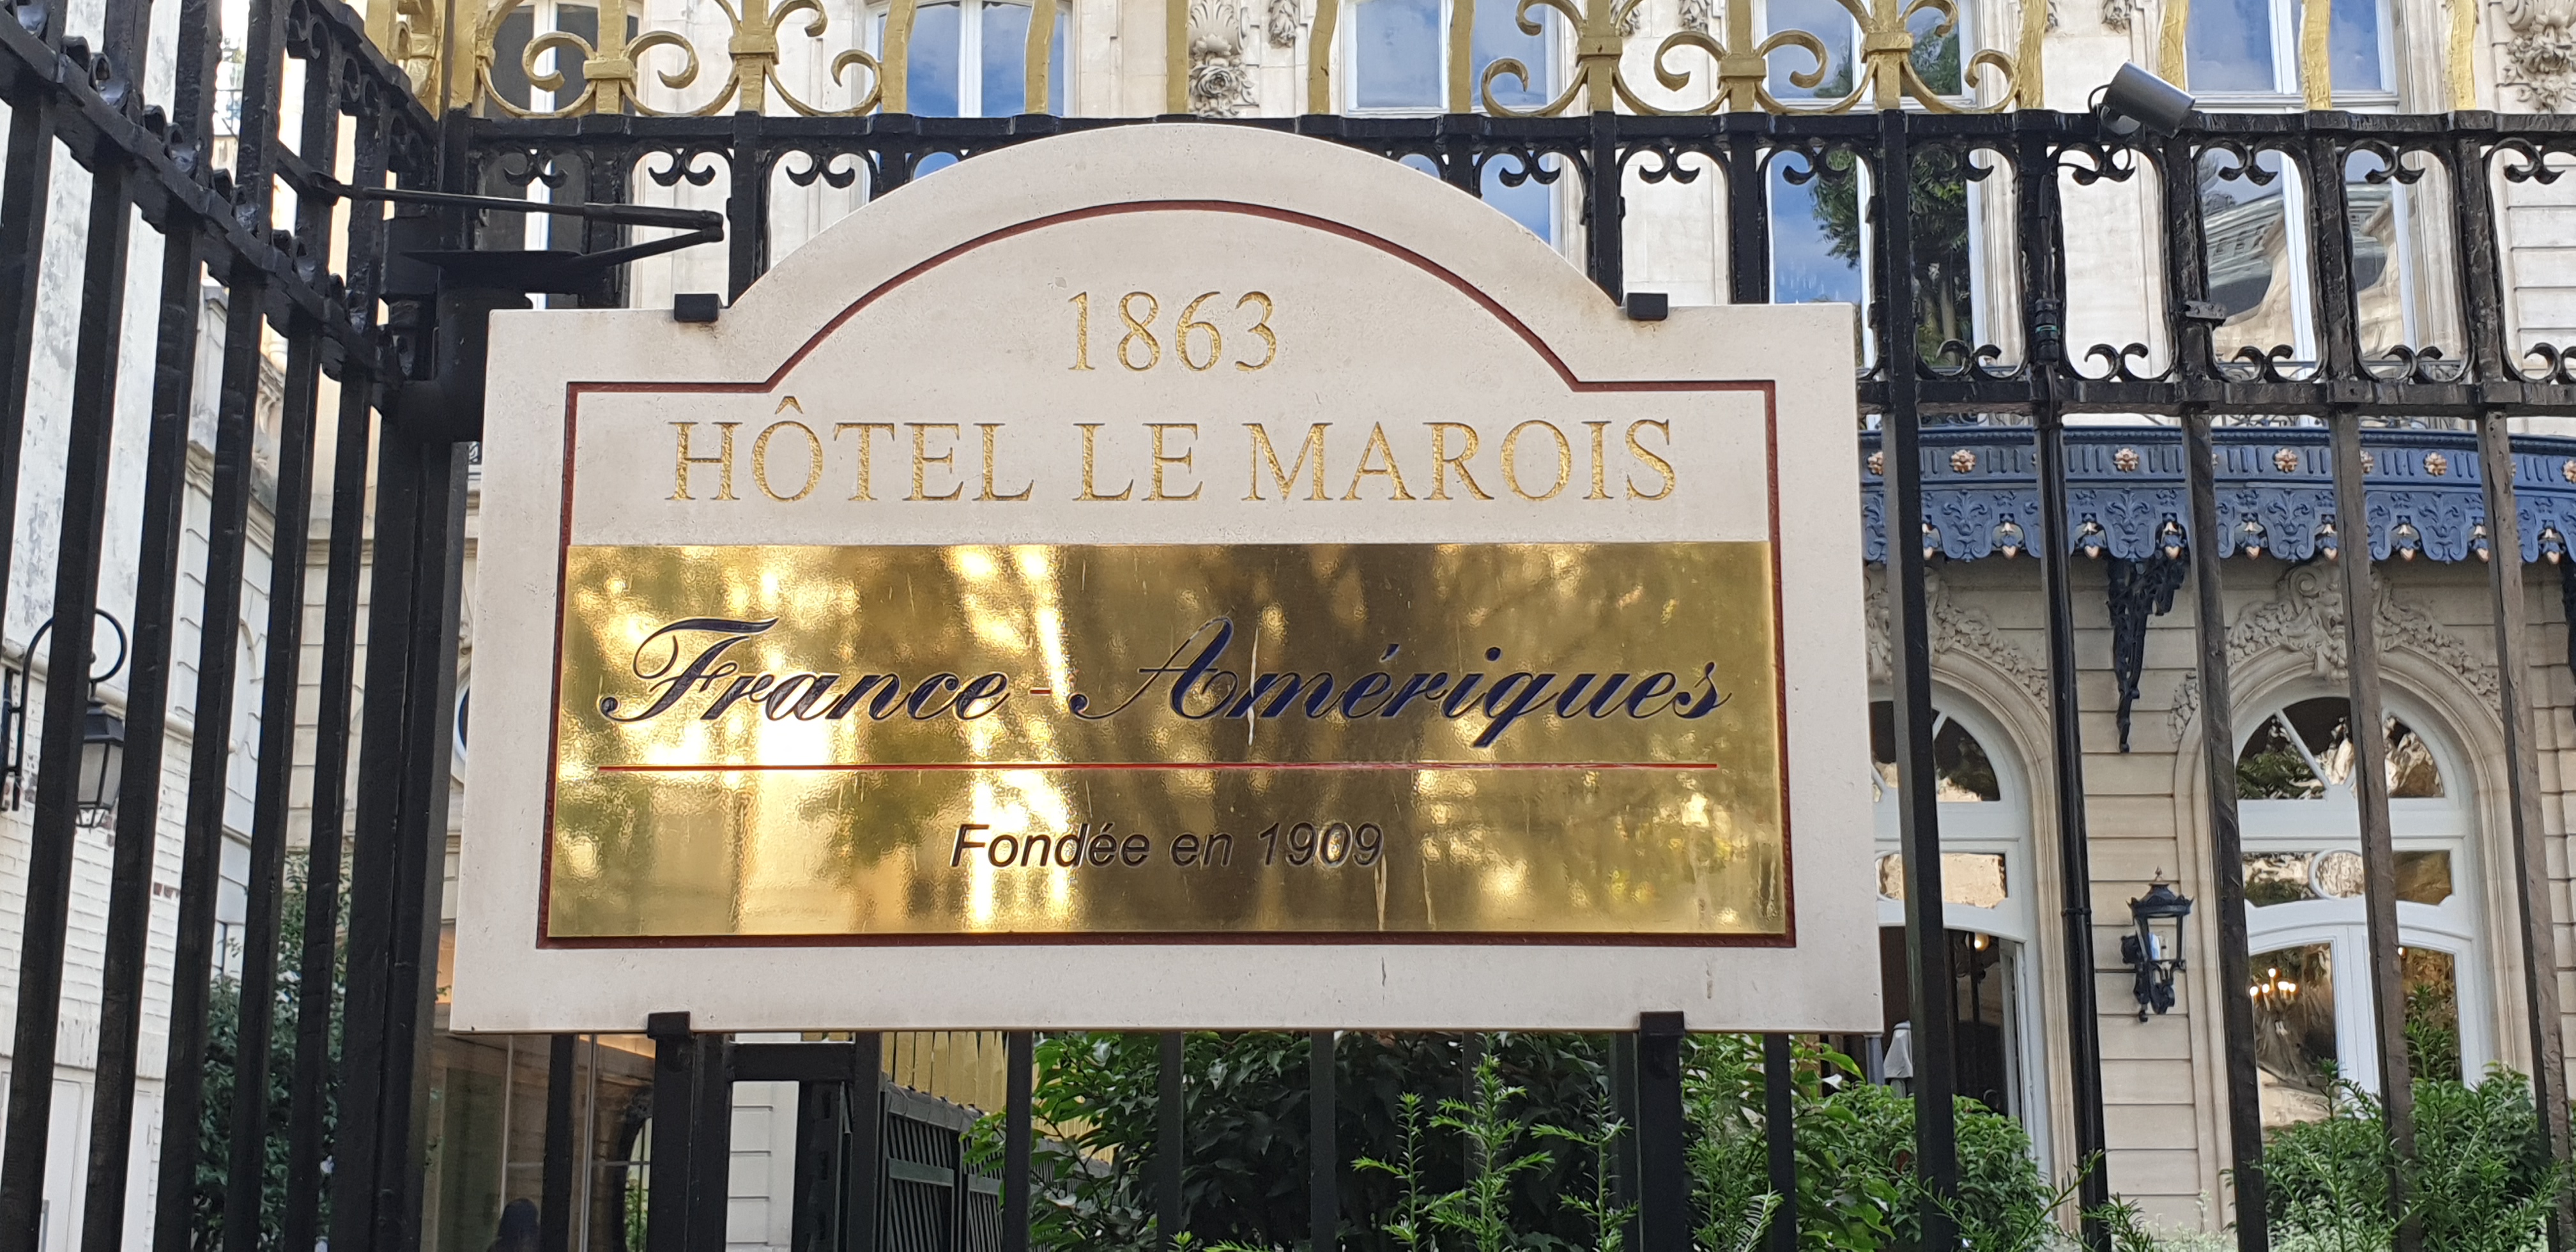 1863
HÔTEL LE MAROIS
France-Amériques
Fondée en 1909